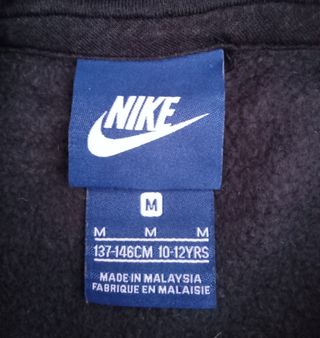 NIKE
M
M M M
137-146CM 10-12YRS
MADE IN MALAYSIA
FABRIQUE EN MALAISIE